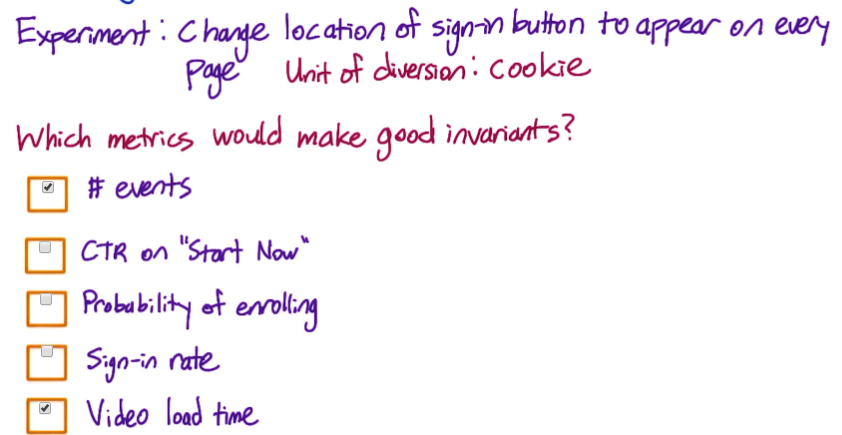 Experiment: Change location of sign-in button to appear on every
page Unit of diversion: cookie
Which metrics would make good invariants?
# events
CTR on "Start Now"
Probability of enrolling
Sign-in rate
Video load time